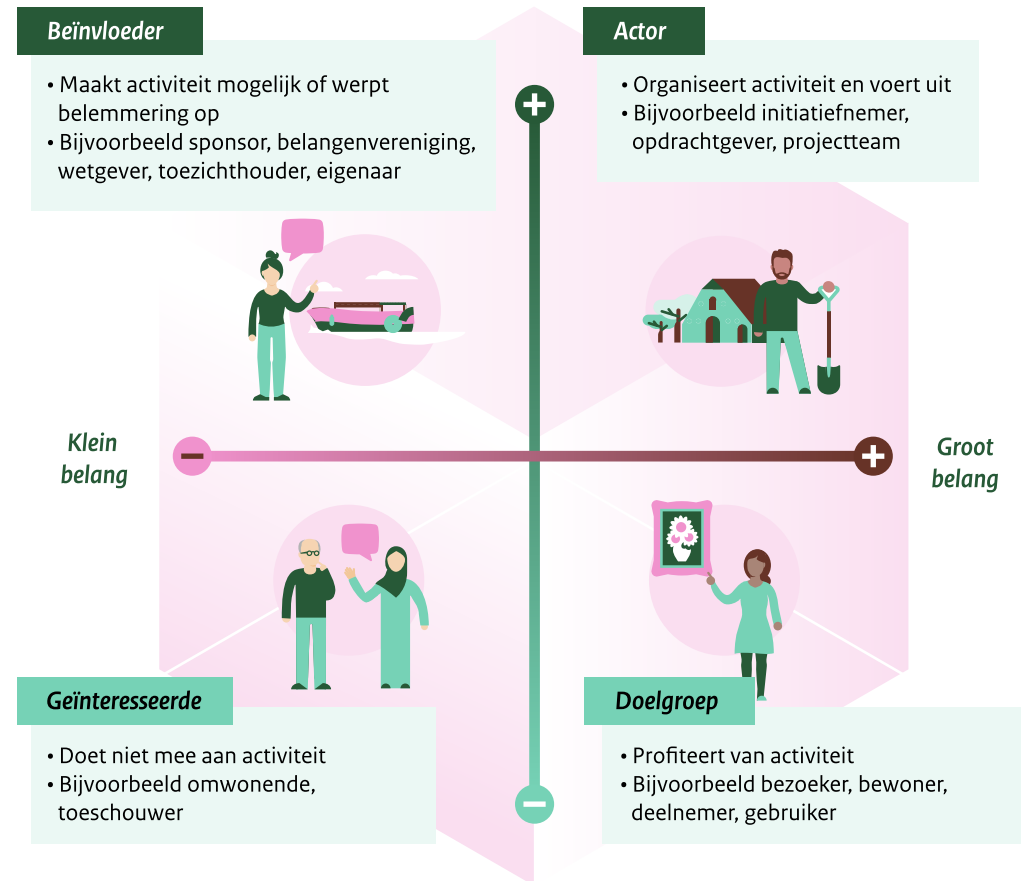 Beïnvloeder
• Maakt activiteit mogelijk of werpt
belemmering op
• Bijvoorbeeld sponsor, belangenvereniging,
wetgever, toezichthouder, eigenaar
Actor
• Organiseert activiteit en voert uit
• Bijvoorbeeld initiatiefnemer,
opdrachtgever, projectteam
Klein
belang
Groot
belang
Geïnteresseerde
• Doet niet mee aan activiteit
• Bijvoorbeeld omwonende,
toeschouwer
Doelgroep
• Profiteert van activiteit
• Bijvoorbeeld bezoeker, bewoner,
deelnemer, gebruiker